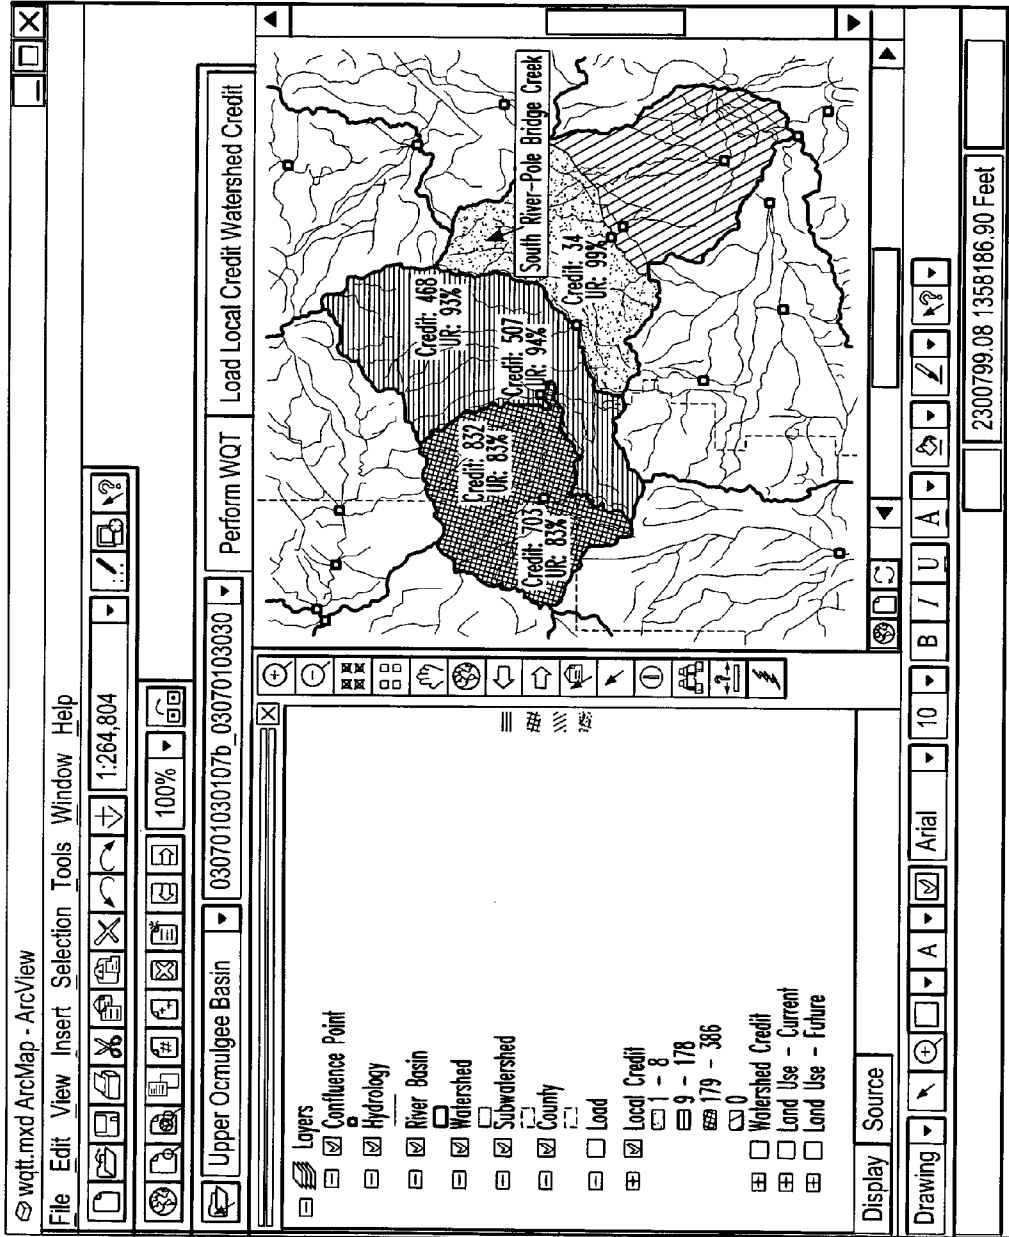 wqtt.mxd ArcMap - ArcView
File Edit View Insert Selection Tools Window Help
1:264,804
100%
Upper Ocmulgee Basin
030701030107b_03070103030
Perform WQT
Load Local Credit Watershed Credit
Layers
Confluence Point
Hydrology
River Basin
Watershed
Subwatershed
County
Load
Local Credit
1 - 8
9 - 178
179 - 386
0
Watershed Credit
Land Use - Current
Land Use - Future
Display
Source
Credit: 468
UR: 93%
Credit: 507
UR: 94%
Credit: 832
UR: 83%
Credit: 703
UR: 83%
Credit: 34
UR: 99%
South River-Pole Bridge Creek
Drawing
A
Arial
10
B I U A
2300799.08 1358186.90 Feet